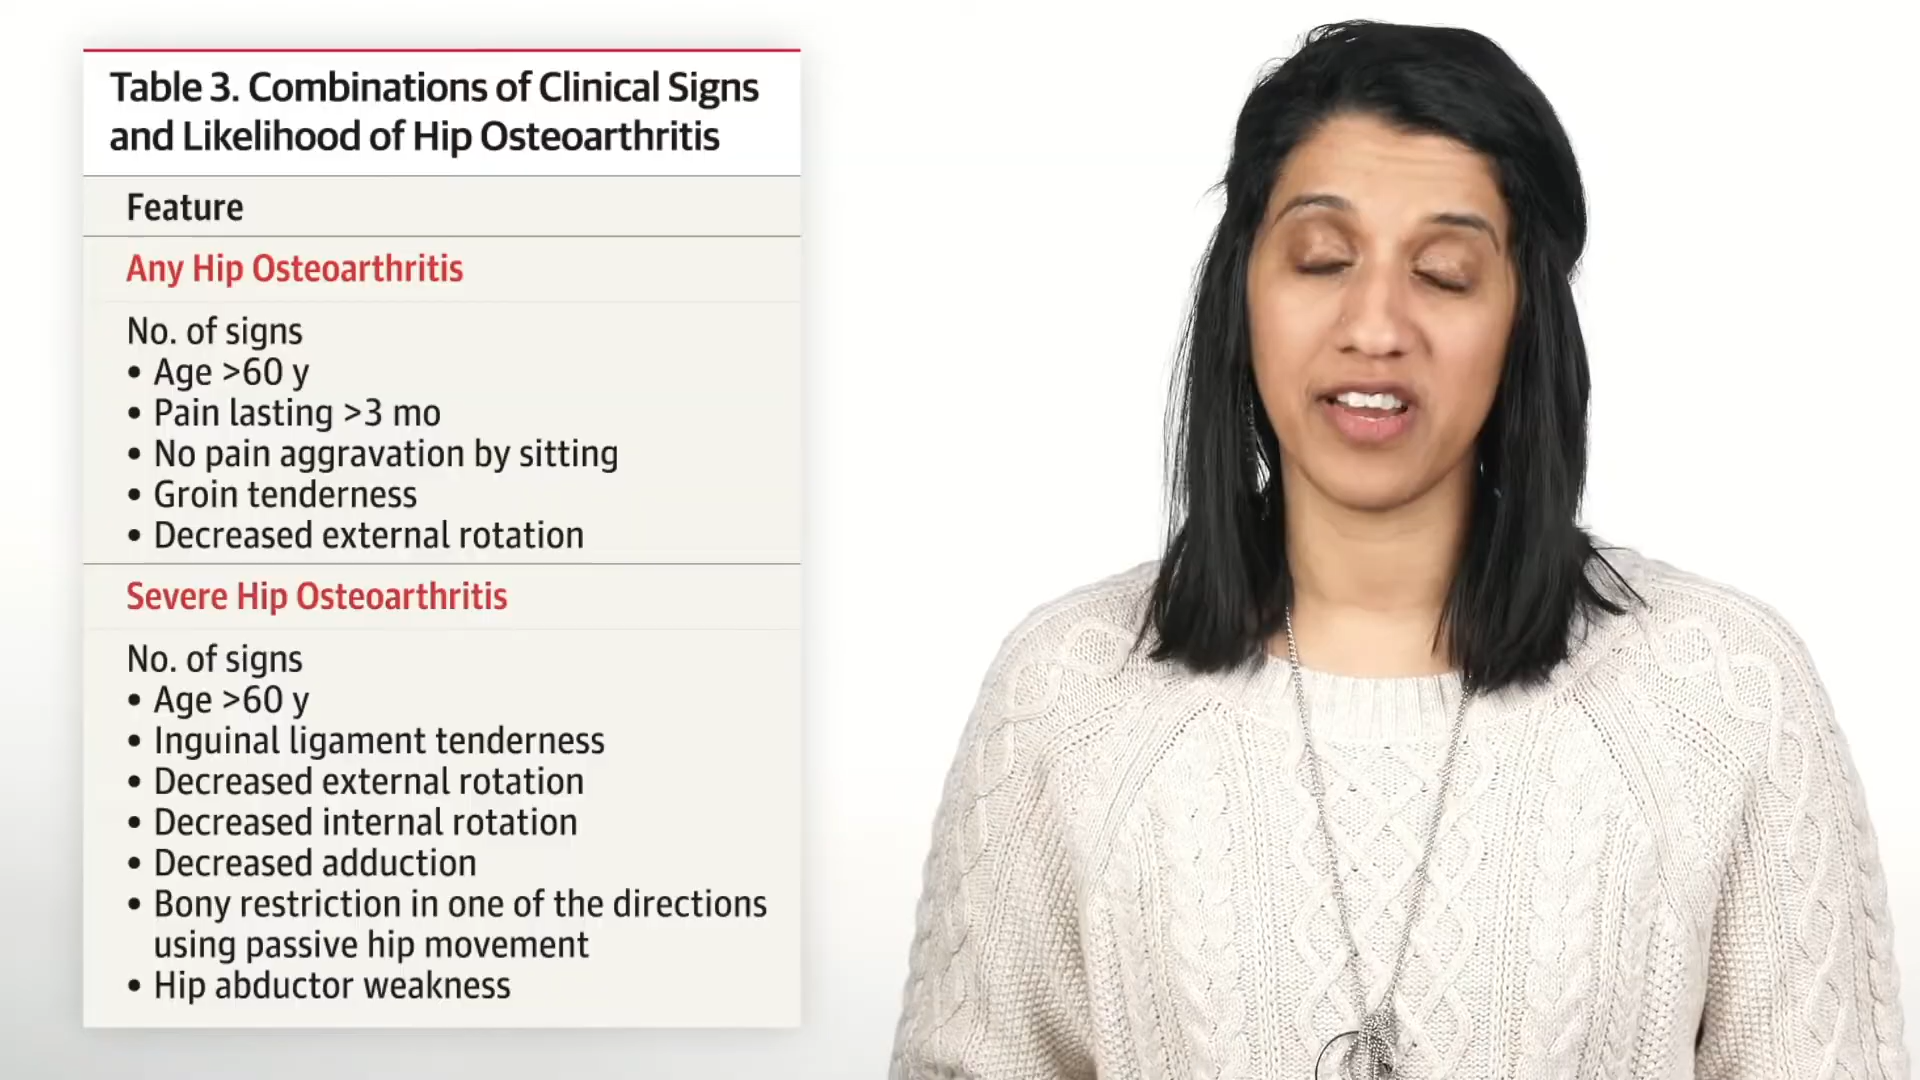 Table 3. Combinations of Clinical Signs
and Likelihood of Hip Osteoarthritis
Feature
Any Hip Osteoarthritis
No. of signs
• Age >60 y
• Pain lasting >3 mo
• No pain aggravation by sitting
• Groin tenderness
• Decreased external rotation
Severe Hip Osteoarthritis
No. of signs
• Age >60 y
• Inguinal ligament tenderness
• Decreased external rotation
• Decreased internal rotation
• Decreased adduction
• Bony restriction in one of the directions
using passive hip movement
• Hip abductor weakness